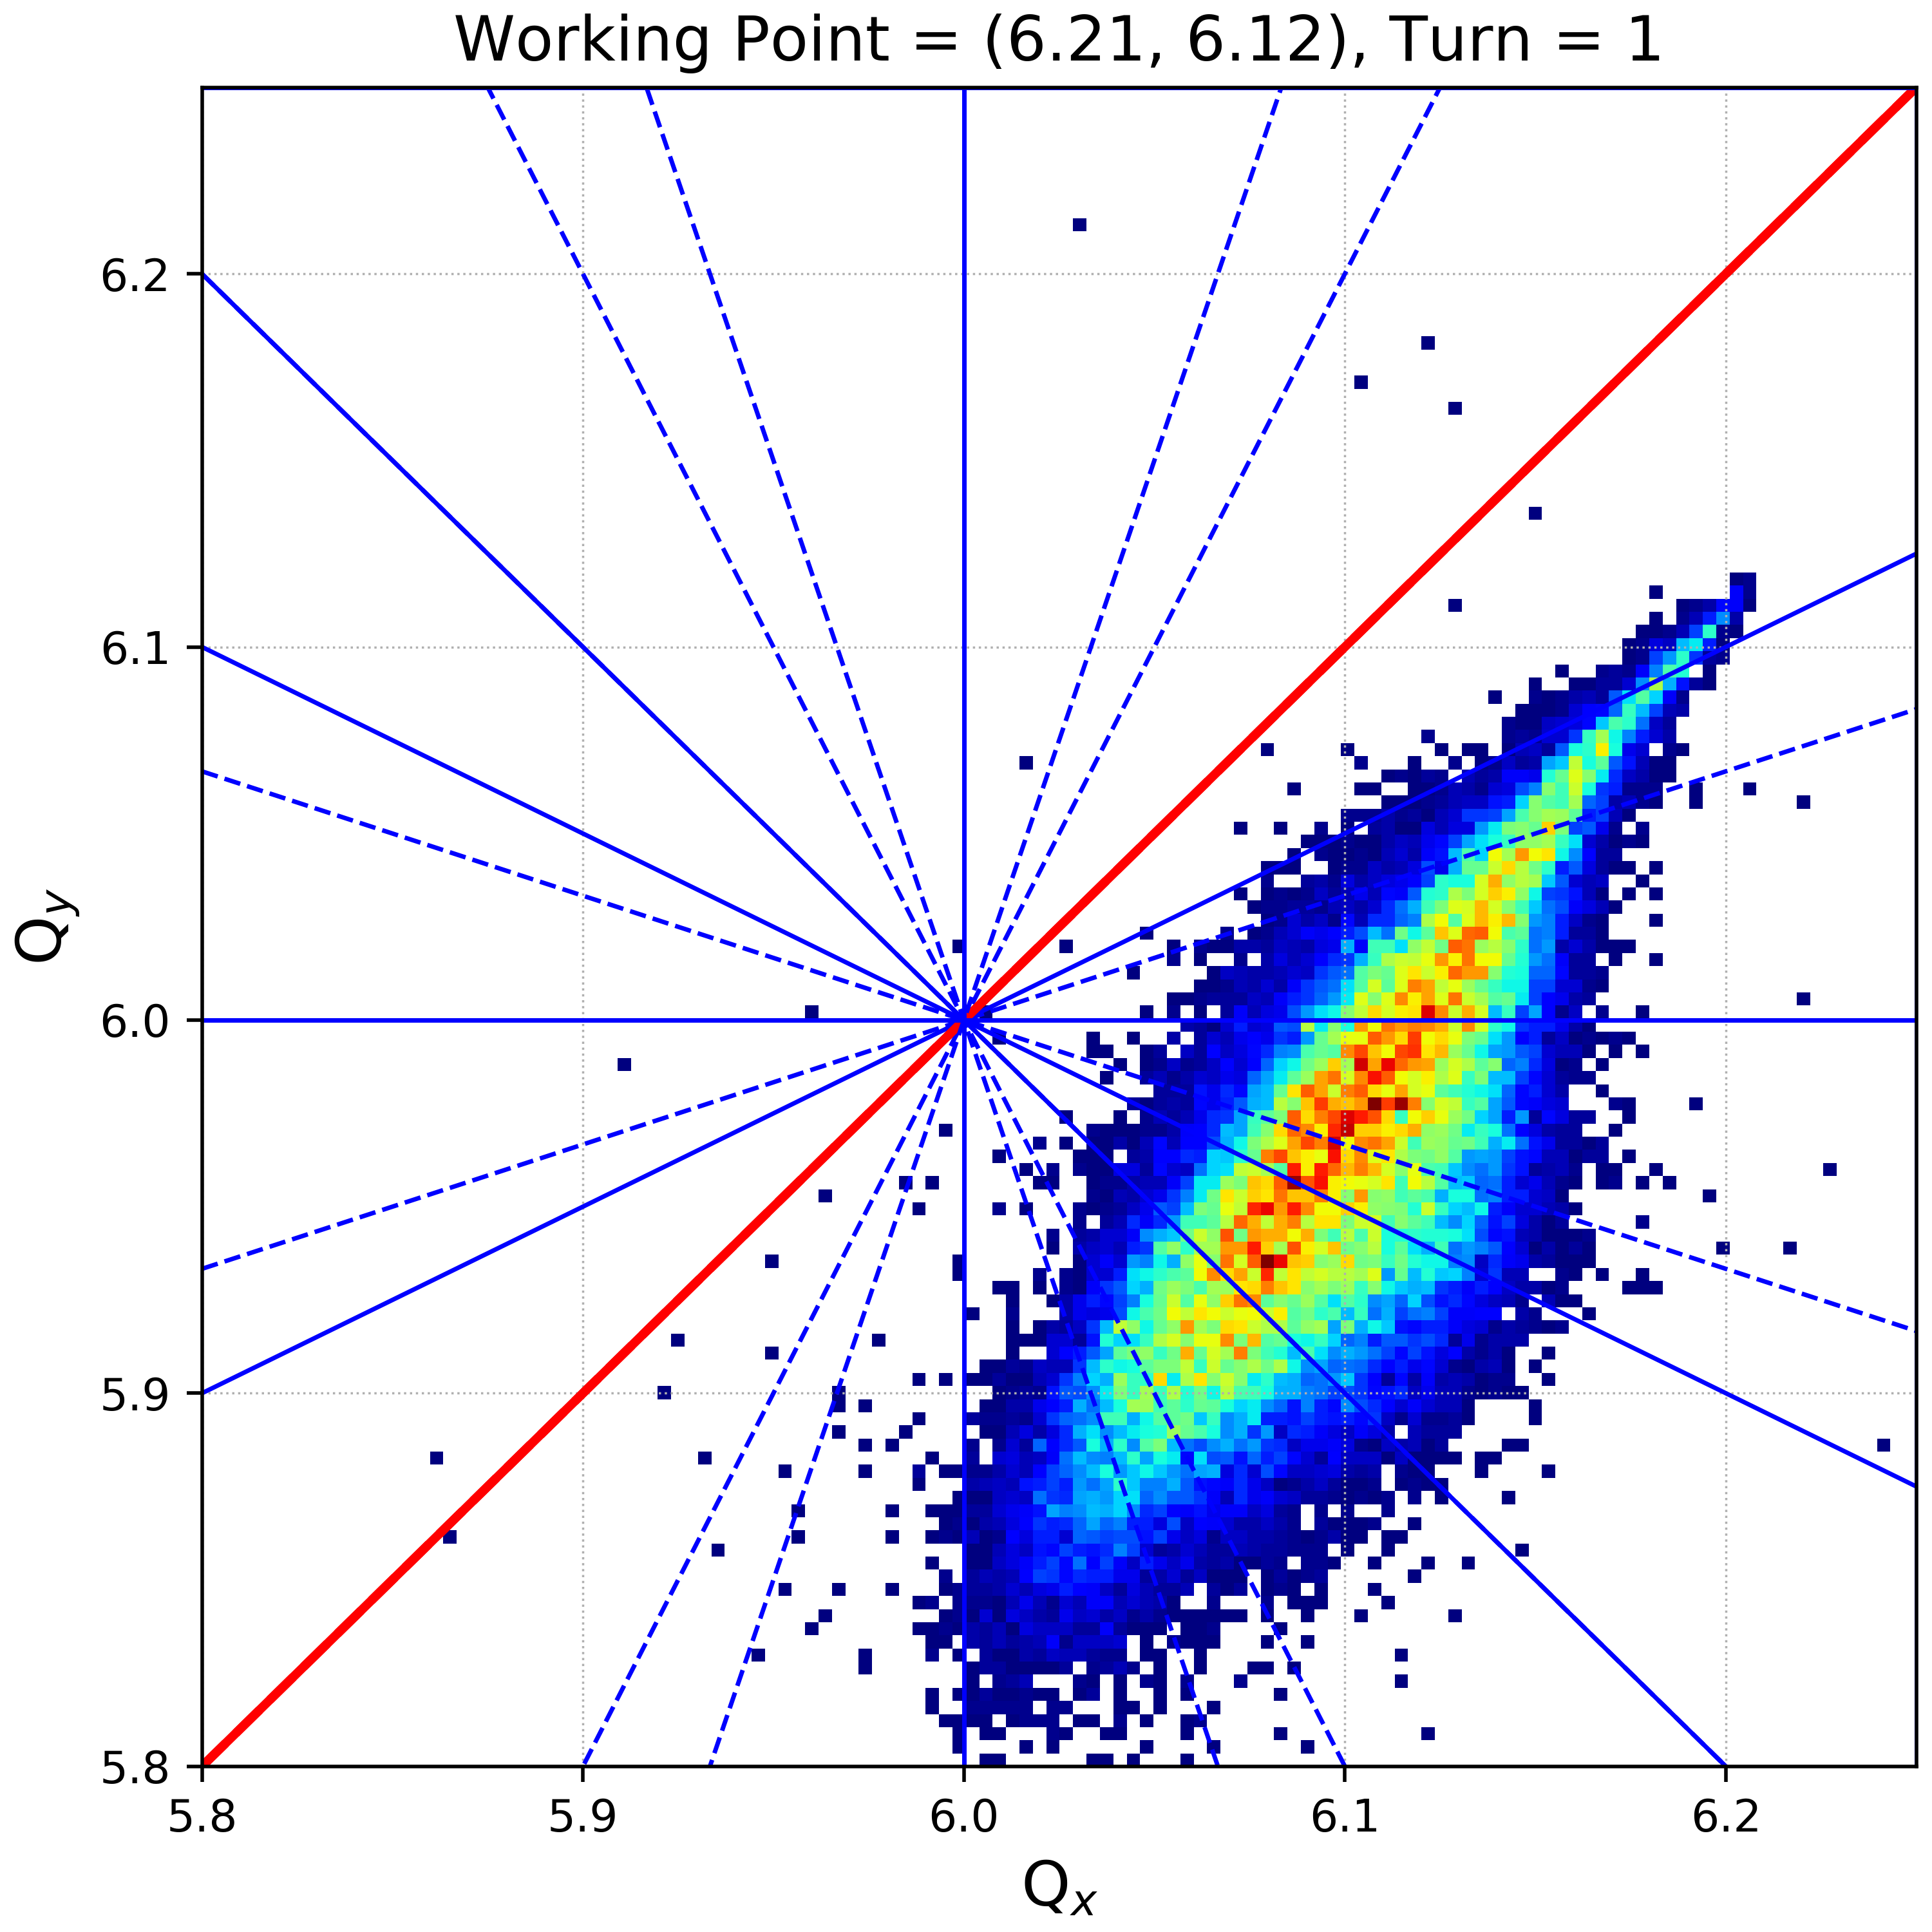 Working Point = (6.21, 6.12), Turn = 1
6.2
6.1
6.0
5.9
5.8
Qy
5.8 5.9 6.0 6.1 6.2
Qx